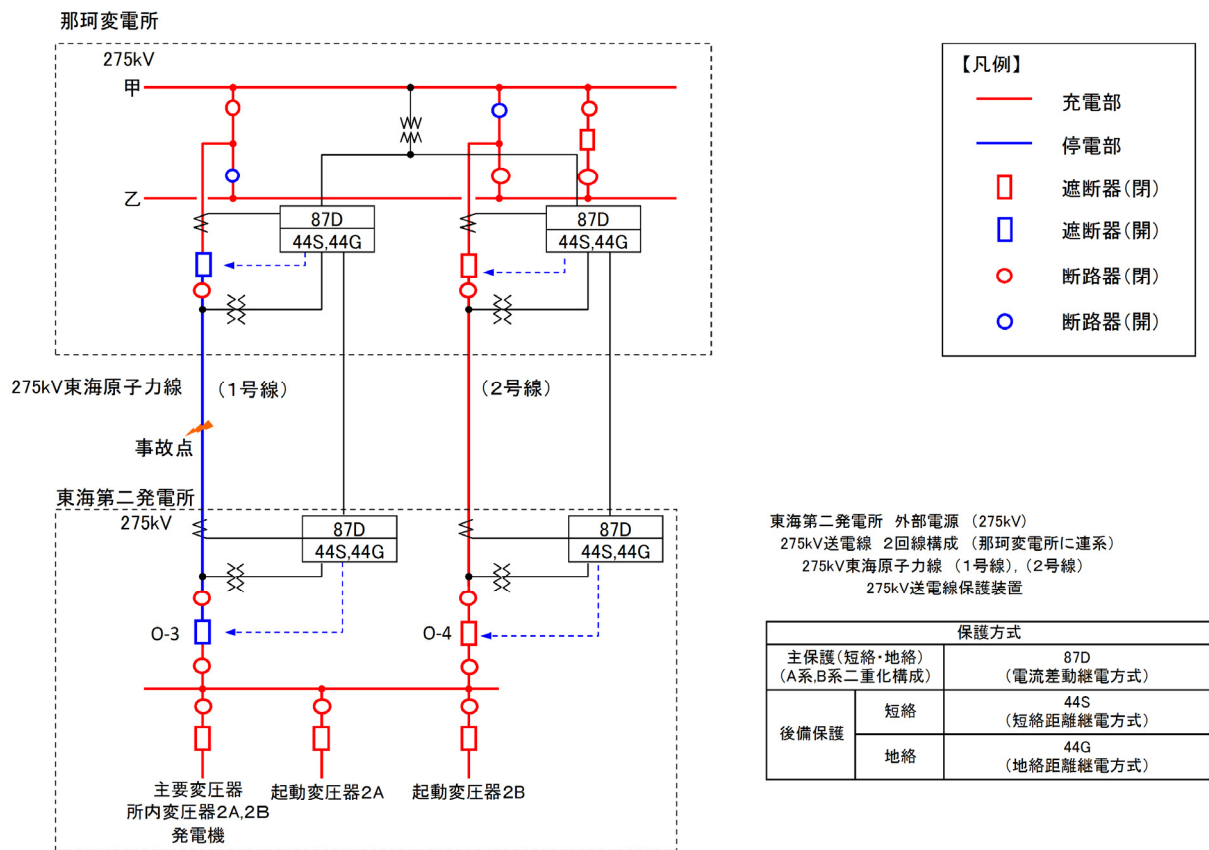 那珂変電所
275kV
甲
乙
87D
44S,44G
87D
44S,44G
275kV東海原子力線
(1号線)
(2号線)
事故点
東海第二発電所
275kV
87D
44S,44G
87D
44S,44G
O-3
O-4
主要変圧器
所内変圧器2A,2B
発電機
起動変圧器2A
起動変圧器2B
【凡例】
充電部
停電部
遮断器(閉)
遮断器(開)
断路器(閉)
断路器(開)
東海第二発電所 外部電源 (275kV)
275kV送電線 2回線構成 (那珂変電所に連系)
275kV東海原子力線 (1号線),(2号線)
275kV送電線保護装置
保護方式
主保護(短絡・地絡)
(A系,B系二重化構成)
87D
(電流差動継電方式)
後備保護
短絡
44S
(短絡距離継電方式)
地絡
44G
(地絡距離継電方式)